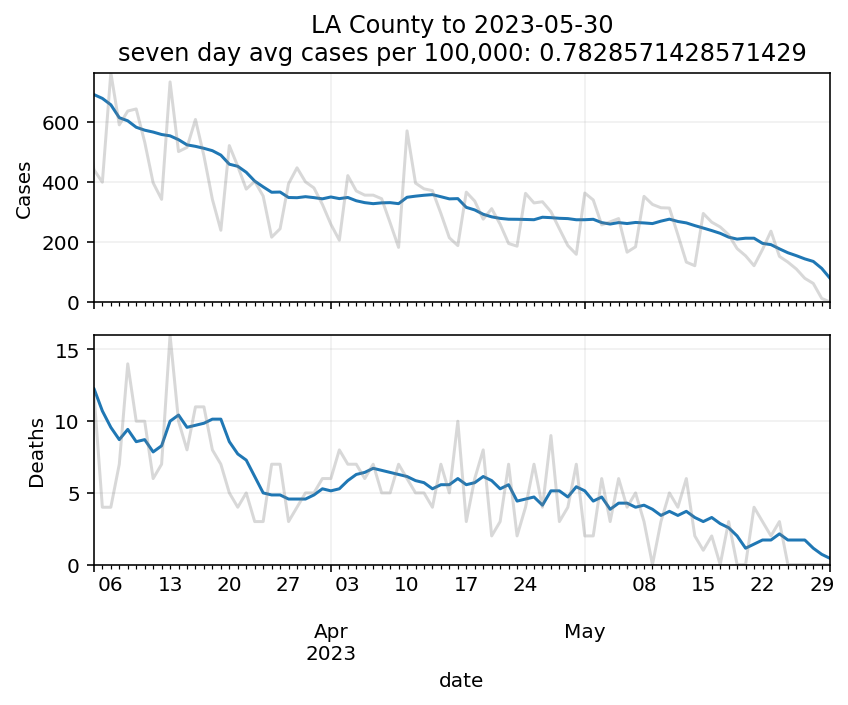 LA County to 2023-05-30
seven day avg cases per 100,000: 0.7828571428571429
600
400
200
0
Cases
15
10
5
0
Deaths
06 13 20 27 03 10 17 24 08 15 22 29
Apr May
2023
date